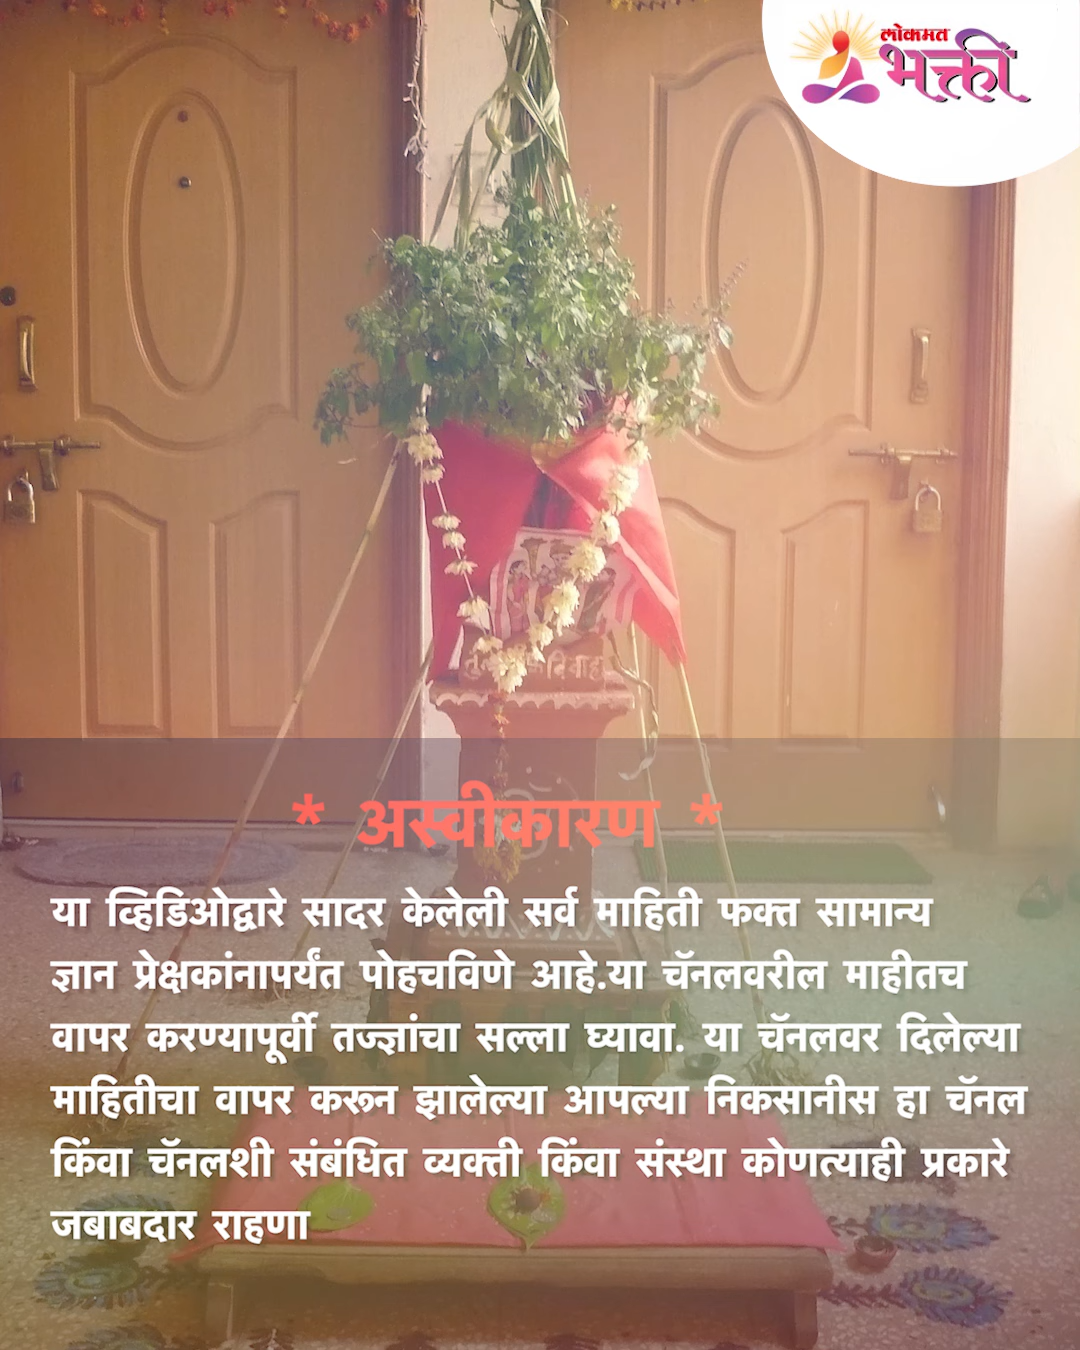 लोकमत
भक्ती
* अस्वीकारण *
या व्हिडिओद्वारे सादर केलेली सर्व माहिती फक्त सामान्य
ज्ञान प्रेक्षकांनापर्यंत पोहचविणे आहे.या चॅनलवरील माहीतच
वापर करण्यापूर्वी तज्ज्ञांचा सल्ला घ्यावा. या चॅनलवर दिलेल्या
माहितीचा वापर करून झालेल्या आपल्या निकसानीस हा चॅनल
किंवा चॅनलशी संबंधित व्यक्ती किंवा संस्था कोणत्याही प्रकारे
जबाबदार राहणा